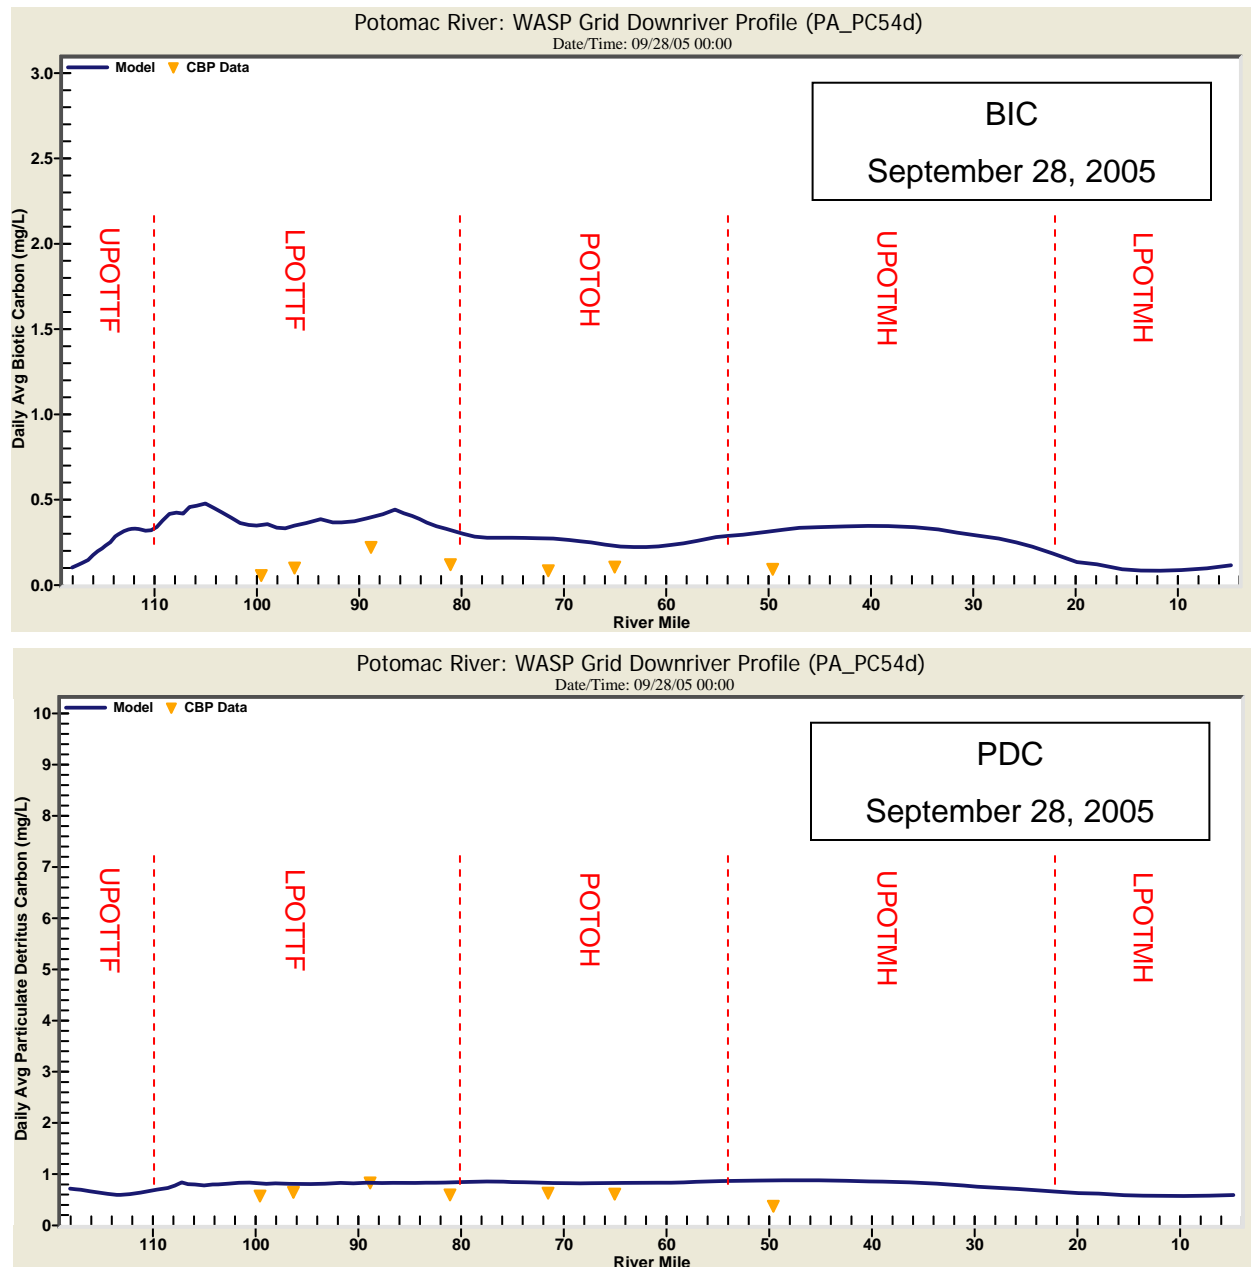 Potomac River: WASP Grid Downriver Profile (PA_PC54d)
Date/Time: 09/28/05 00:00
Model CBP Data
BIC
September 28, 2005
Daily Avg Biotic Carbon (mg/L)
3.0
2.5
2.0
1.5
1.0
0.5
0.0
UPOTTF
LPOTTF
POTOH
UPOTMH
LPOTMH
110 100 90 80 70 60 50 40 30 20 10
River Mile
Potomac River: WASP Grid Downriver Profile (PA_PC54d)
Date/Time: 09/28/05 00:00
Model CBP Data
PDC
September 28, 2005
Daily Avg Particulate Detritus Carbon (mg/L)
10
9
8
7
6
5
4
3
2
1
0
UPOTTF
LPOTTF
POTOH
UPOTMH
LPOTMH
110 100 90 80 70 60 50 40 30 20 10
River Mile